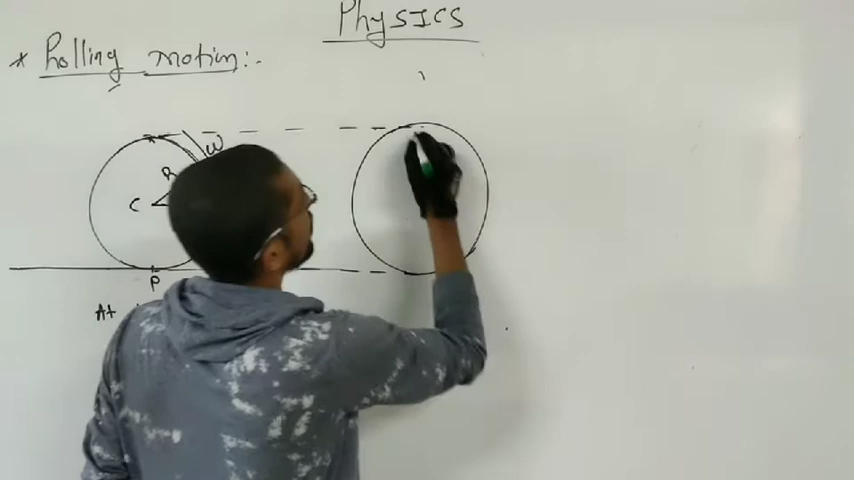 PhysIcs
* Rolling motion:-
ω
R
C
P
At